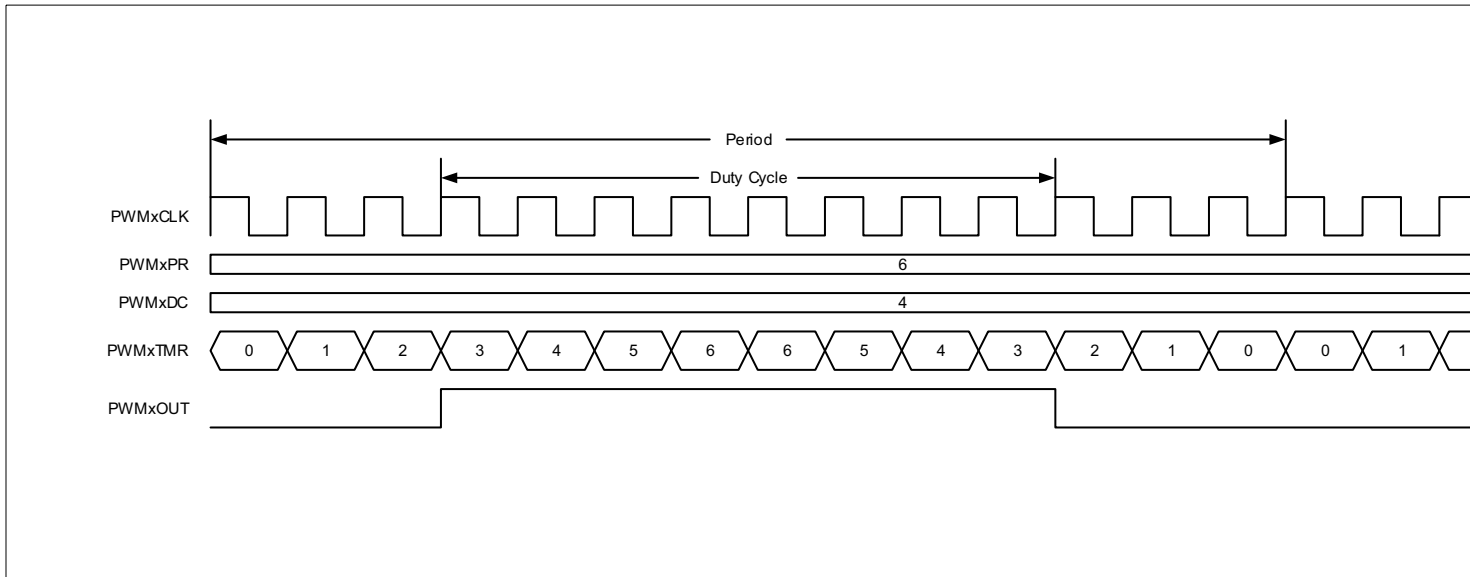 Period
Duty Cycle
PWMxCLK
PWMxPR 6
PWMxDC 4
PWMxTMR 0 1 2 3 4 5 6 6 5 4 3 2 1 0 0 1
PWMxOUT